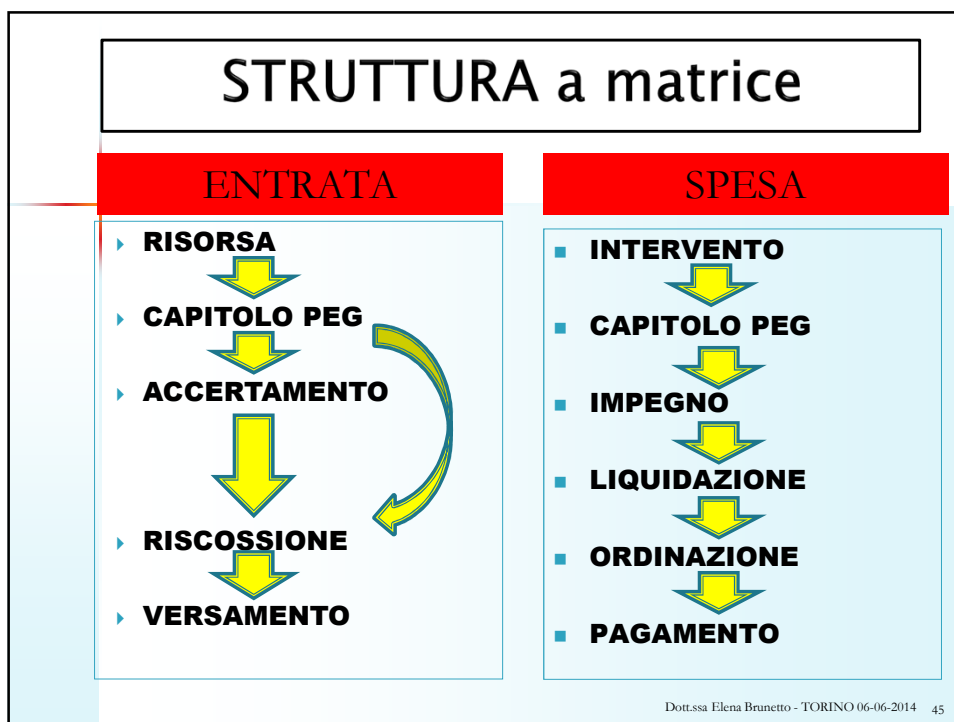 STRUTTURA a matrice
ENTRATA
RISORSA
CAPITOLO PEG
ACCERTAMENTO
RISCOSSIONE
VERSAMENTO
SPESA
INTERVENTO
CAPITOLO PEG
IMPEGNO
LIQUIDAZIONE
ORDINAZIONE
PAGAMENTO
Dott.ssa Elena Brunetto - TORINO 06-06-2014 45